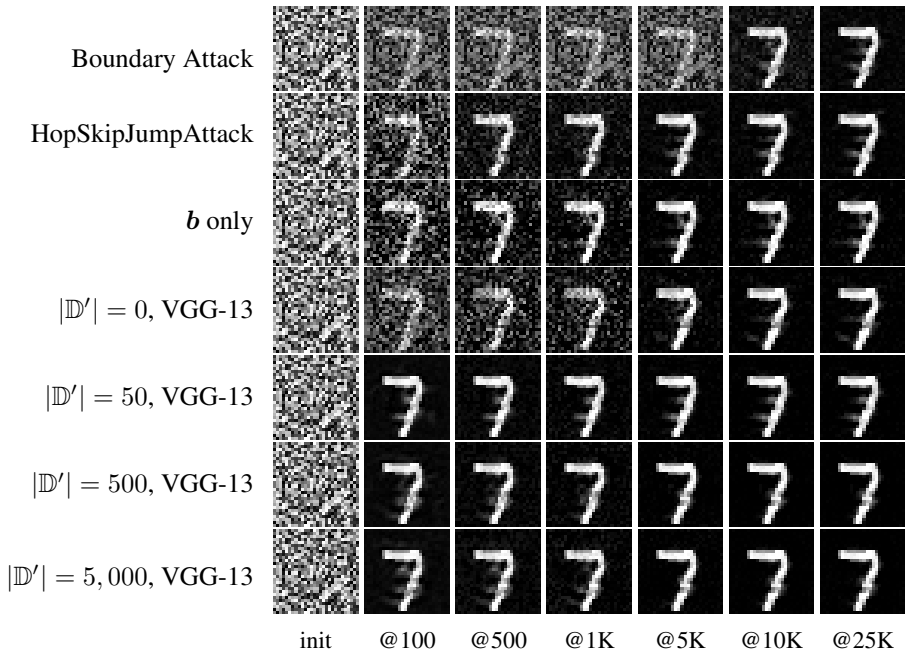 Boundary Attack
HopSkipJumpAttack
b only
|𝔻′| = 0, VGG-13
|𝔻′| = 50, VGG-13
|𝔻′| = 500, VGG-13
|𝔻′| = 5, 000, VGG-13
init @100 @500 @1K @5K @10K @25K